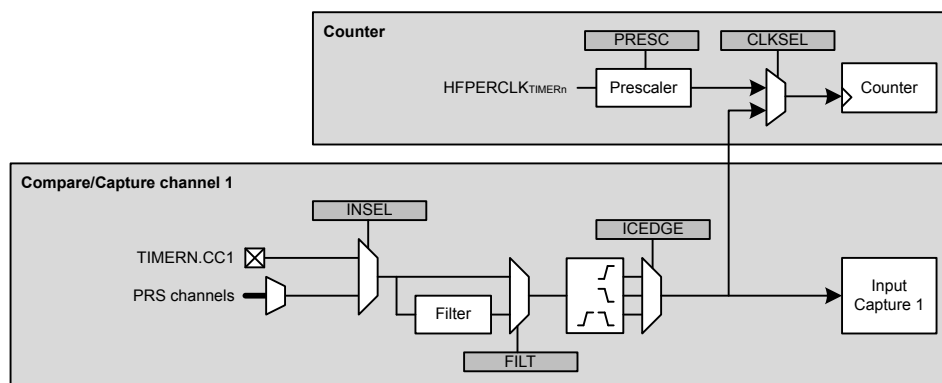 Counter
PRESC
CLKSEL
HFPERCLKTIMERn
Prescaler
Counter
Compare/Capture channel 1
INSEL
ICEDGE
TIMERN.CC1
PRS channels
Filter
Input
Capture 1
FILT